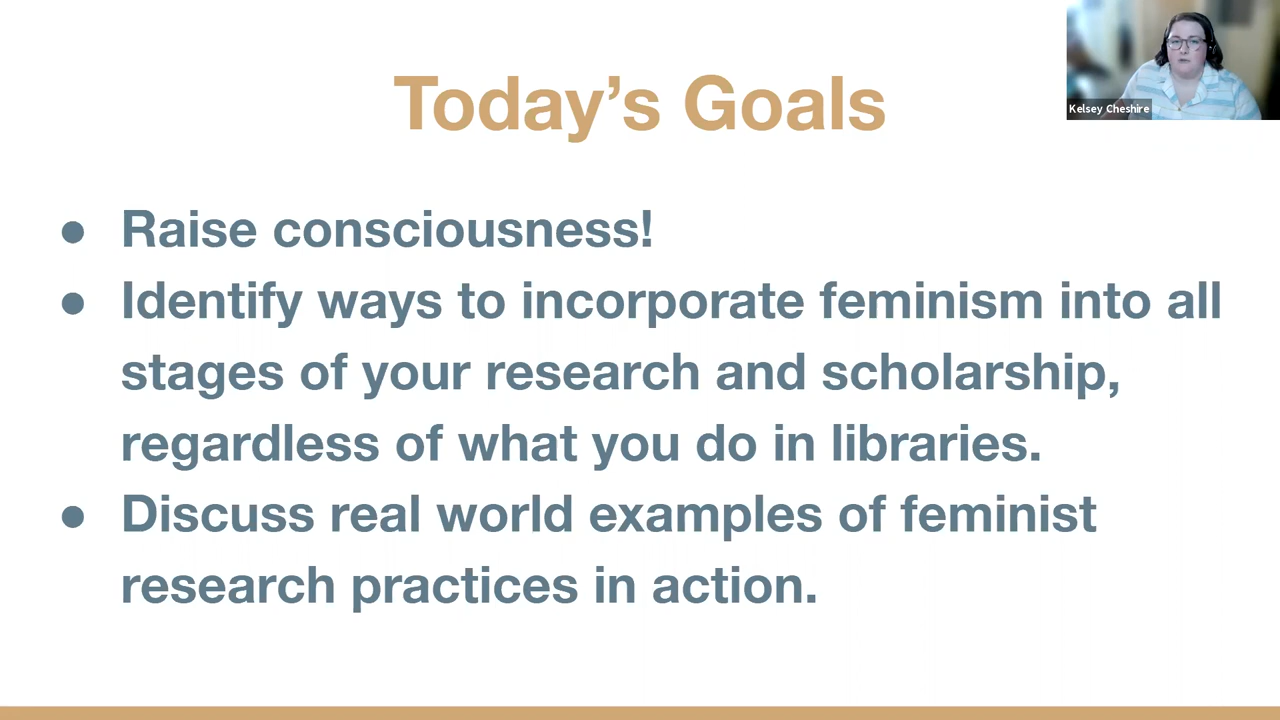 Today's Goals
Kelsey Cheshire
● Raise consciousness!
● Identify ways to incorporate feminism into all
stages of your research and scholarship,
regardless of what you do in libraries.
● Discuss real world examples of feminist
research practices in action.